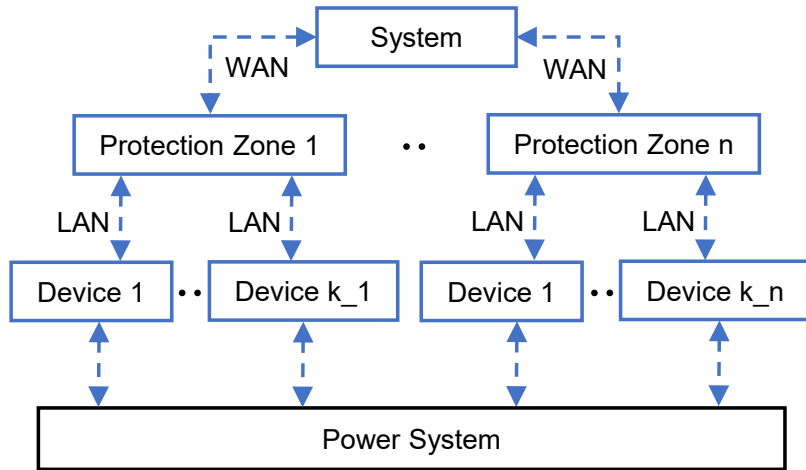 System
WAN
WAN
Protection Zone 1
..
Protection Zone n
LAN
LAN
LAN
LAN
Device 1
..
Device k_1
Device 1
..
Device k_n
Power System